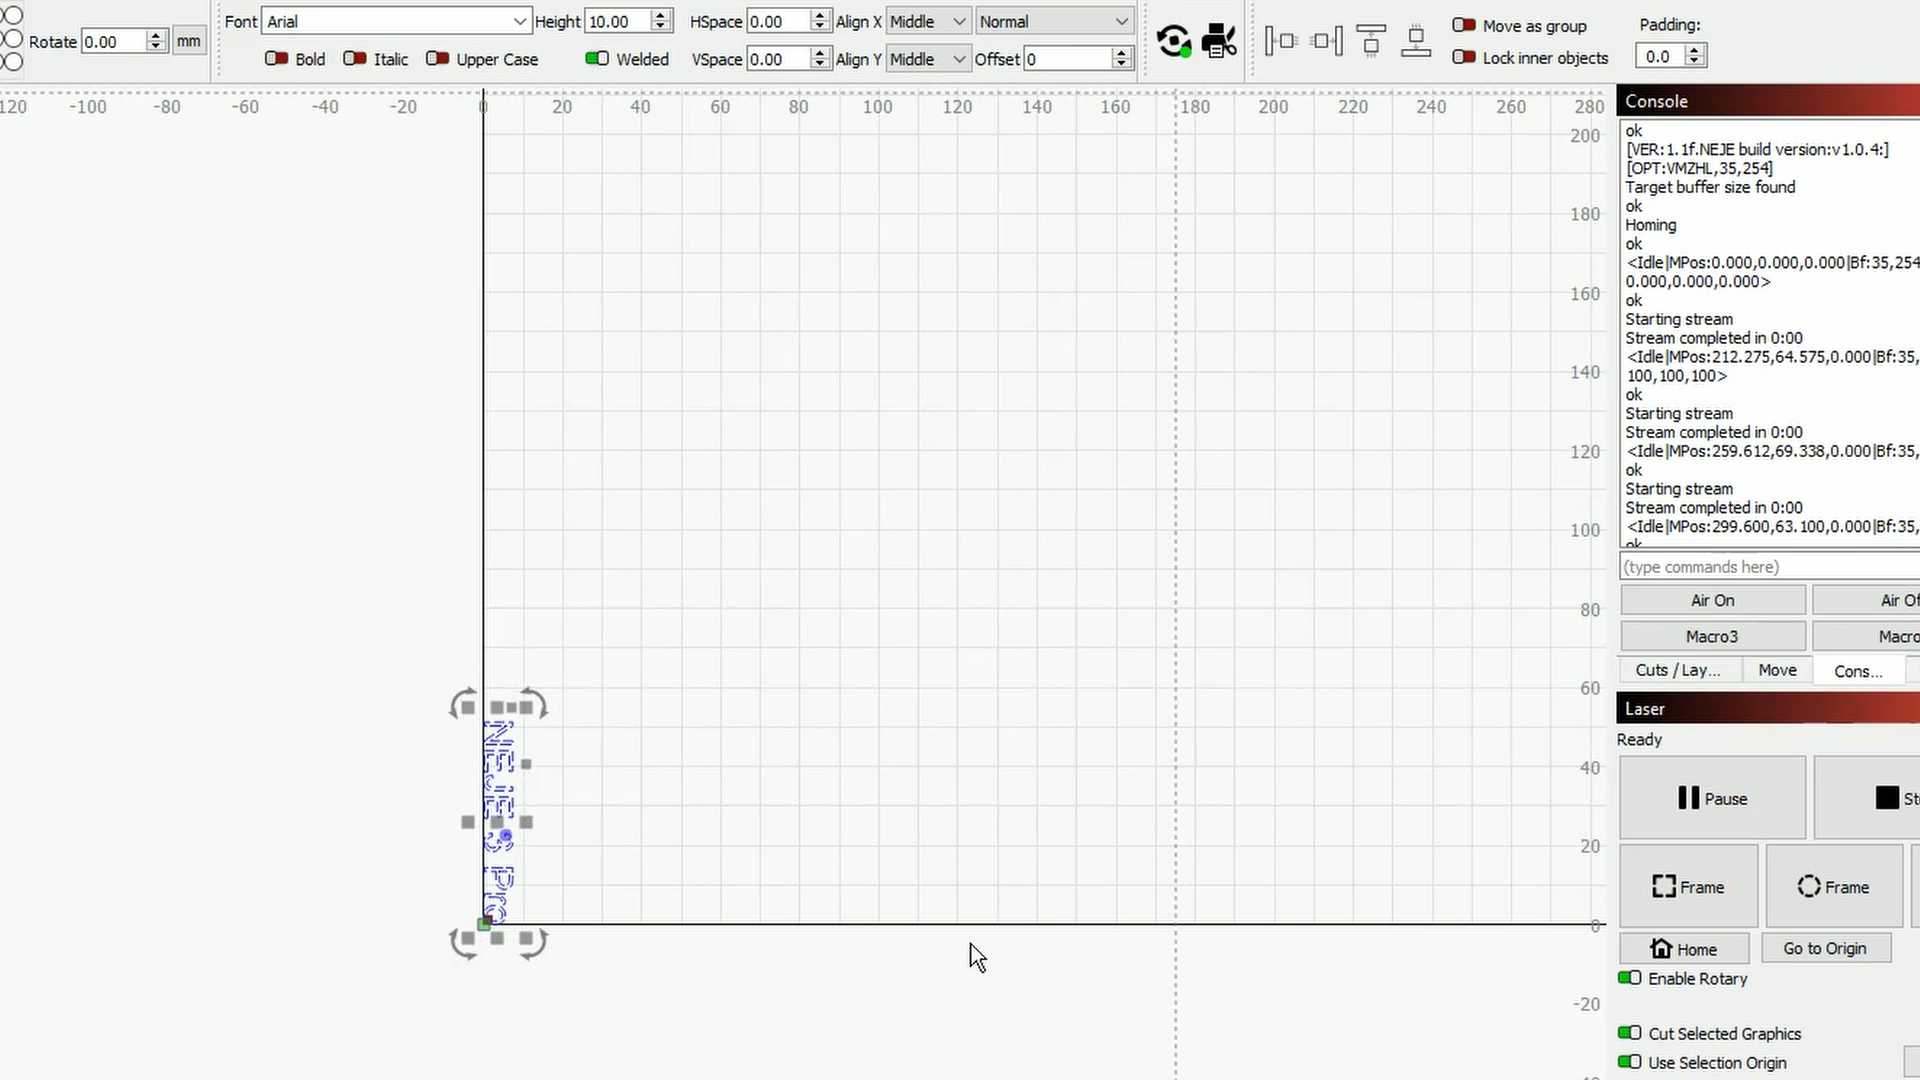 Font Arial Height 10.00 HSpace 0.00 Align X Middle Normal
Rotate 0.00 mm
Bold Italic Upper Case Welded VSpace 0.00 Align Y Middle Offset 0
Move as group
Lock inner objects
Padding:
0.0
120 -100 -80 -60 -40 -20 0 20 40 60 80 100 120 140 160 180 200 220 240 260 280
200
180
160
140
120
100
80
60
40
20
0
-20
Console
ok
[VER:1.1f.NEJE build version:v1.0.4:]
[OPT:VMZHL,35,254]
Target buffer size found
ok
Homing
ok
<Idle|MPos:0.000,0.000,0.000|Bf:35,254
0.000,0.000,0.000>
ok
Starting stream
Stream completed in 0:00
<Idle|MPos:212.275,64.575,0.000|Bf:35,
100,100,100>
ok
Starting stream
Stream completed in 0:00
<Idle|MPos:259.612,69.338,0.000|Bf:35,
ok
Starting stream
Stream completed in 0:00
<Idle|MPos:299.600,63.100,0.000|Bf:35,
ok
(type commands here)
Air On Air Of
Macro3 Macro
Cuts / Lay... Move Cons...
Laser
Ready
Pause St
Frame Frame
Home Go to Origin
Enable Rotary
Cut Selected Graphics
Use Selection Origin